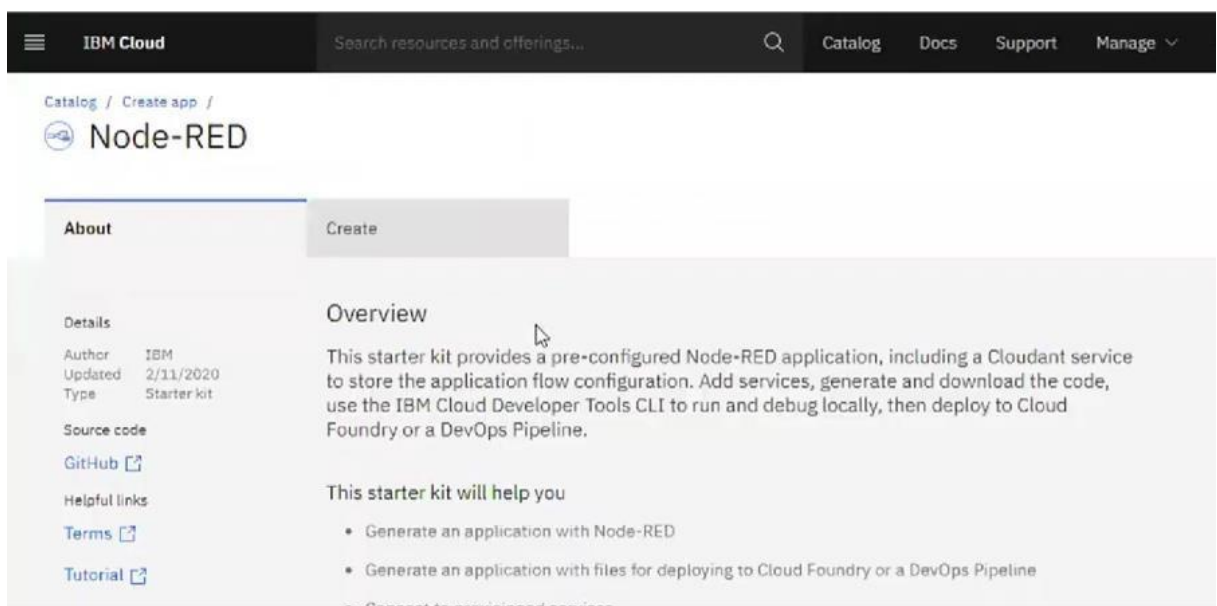 IBM Cloud
Search resources and offerings...
Catalog
Docs
Support
Manage
Catalog / Create app /
Node-RED
About
Create
Details
Author IBM
Updated 2/11/2020
Type Starter kit
Source code
GitHub
Helpful links
Terms
Tutorial
Overview
This starter kit provides a pre-configured Node-RED application, including a Cloudant service
to store the application flow configuration. Add services, generate and download the code,
use the IBM Cloud Developer Tools CLI to run and debug locally, then deploy to Cloud
Foundry or a DevOps Pipeline.
This starter kit will help you
• Generate an application with Node-RED
• Generate an application with files for deploying to Cloud Foundry or a DevOps Pipeline